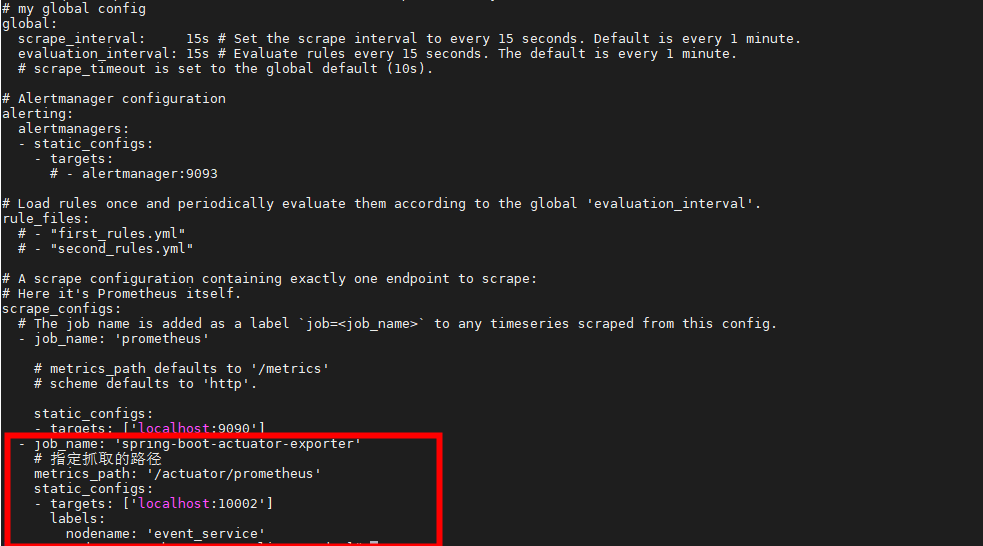 # my global config
global:
  scrape_interval:     15s # Set the scrape interval to every 15 seconds. Default is every 1 minute.
  evaluation_interval: 15s # Evaluate rules every 15 seconds. The default is every 1 minute.
  # scrape_timeout is set to the global default (10s).

# Alertmanager configuration
alerting:
  alertmanagers:
  - static_configs:
    - targets:
      # - alertmanager:9093

# Load rules once and periodically evaluate them according to the global 'evaluation_interval'.
rule_files:
  # - "first_rules.yml"
  # - "second_rules.yml"

# A scrape configuration containing exactly one endpoint to scrape:
# Here it's Prometheus itself.
scrape_configs:
  # The job name is added as a label `job=<job_name>` to any timeseries scraped from this config.
  - job_name: 'prometheus'

    # metrics_path defaults to '/metrics'
    # scheme defaults to 'http'.

    static_configs:
    - targets: ['localhost:9090']
  - job_name: 'spring-boot-actuator-exporter'
    # 指定抓取的路径
    metrics_path: '/actuator/prometheus'
    static_configs:
    - targets: ['localhost:10002']
      labels:
        nodename: 'event_service'